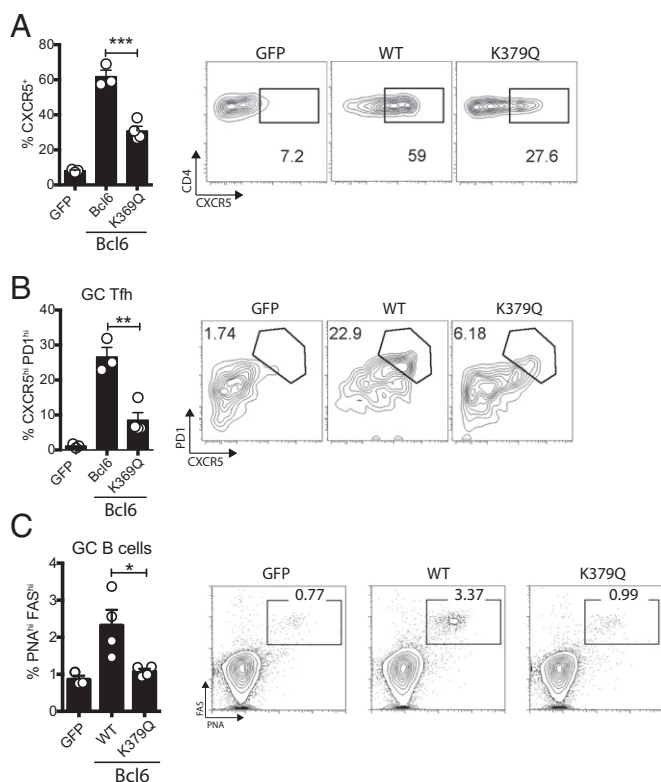 A
% CXCR5+
80
60
40
20
0
***
GFP
Bcl6
K369Q
Bcl6
GFP
WT
K379Q
7.2
59
27.6
CD4
CXCR5
B
GC Tfh
% CXCR5hi PD1hi
40
30
20
10
0
**
GFP
Bcl6
K369Q
Bcl6
GFP
WT
K379Q
1.74
22.9
6.18
PD1
CXCR5
C
GC B cells
% PNAhi FAShi
4
3
2
1
0
*
GFP
WT
K379Q
Bcl6
GFP
WT
K379Q
0.77
3.37
0.99
FAS
PNA